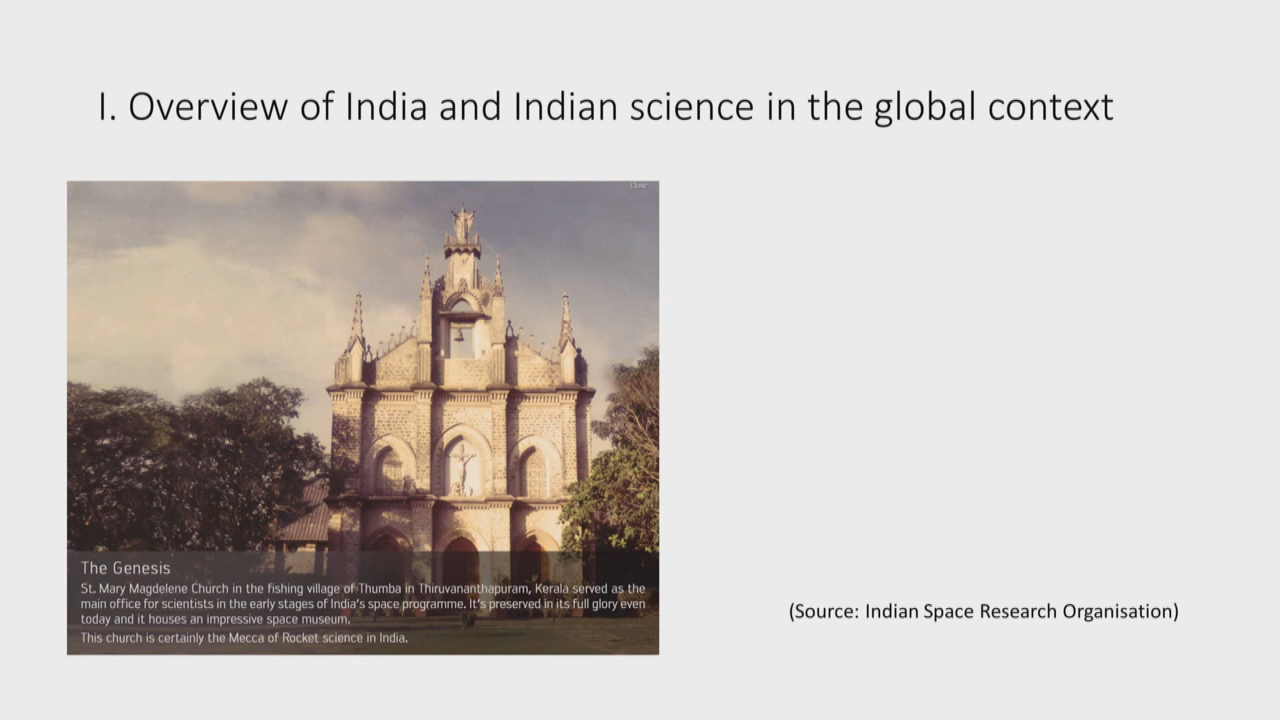 I. Overview of India and Indian science in the global context
Close
The Genesis
St. Mary Magdelene Church in the fishing village of Thumba in Thiruvananthapuram, Kerala served as the
main office for scientists in the early stages of India's space programme. It's preserved in its full glory even
today and it houses an impressive space museum.
This church is certainly the Mecca of Rocket science in India.
(Source: Indian Space Research Organisation)